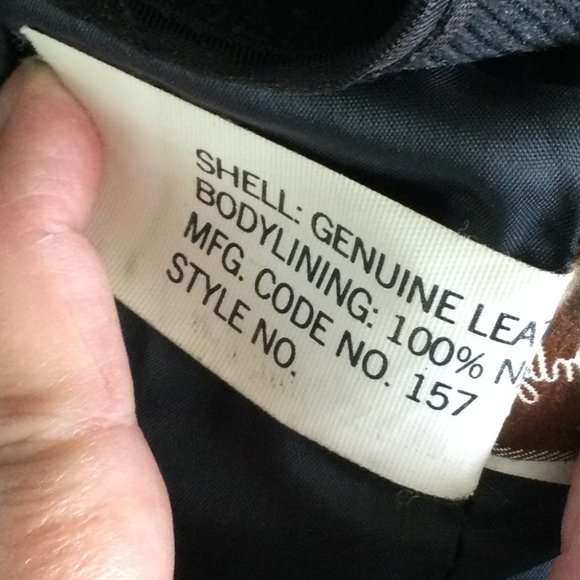 SHELL: GENUINE LEA
BODYLINING: 100% N
MFG. CODE NO. 157
STYLE NO.